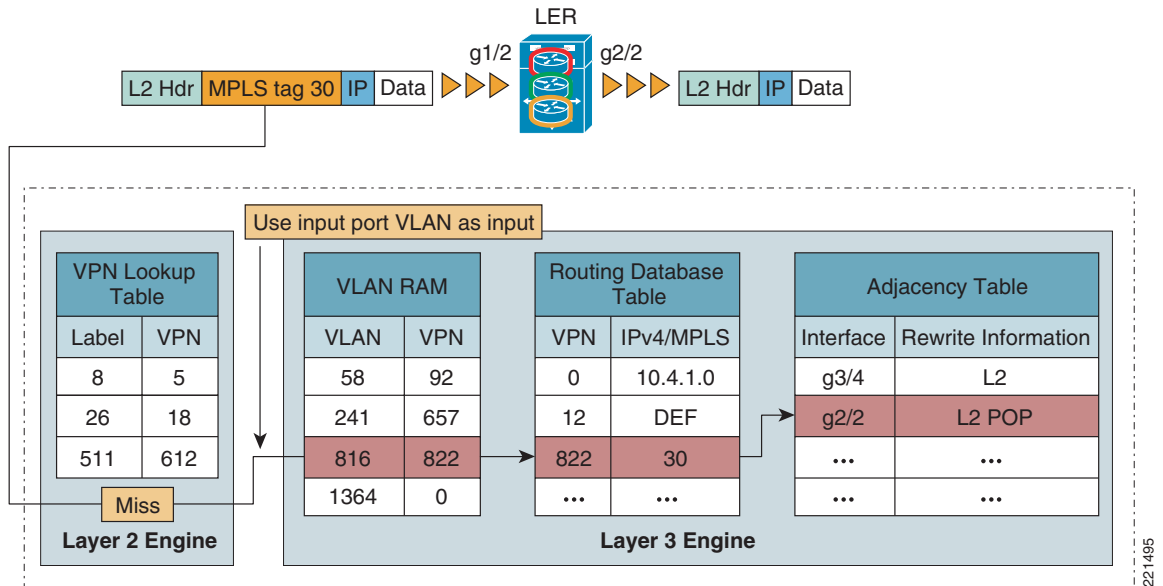 LER
g1/2
g2/2
L2 Hdr MPLS tag 30 IP Data
L2 Hdr IP Data
Use input port VLAN as input
VPN Lookup
Table
Label VPN
8 5
26 18
511 612
Miss
Layer 2 Engine
VLAN RAM
VLAN VPN
58 92
241 657
816 822
1364 0
Routing Database
Table
VPN IPv4/MPLS
0 10.4.1.0
12 DEF
822 30
... ...
Adjacency Table
Interface Rewrite Information
g3/4 L2
g2/2 L2 POP
... ...
... ...
Layer 3 Engine
221495